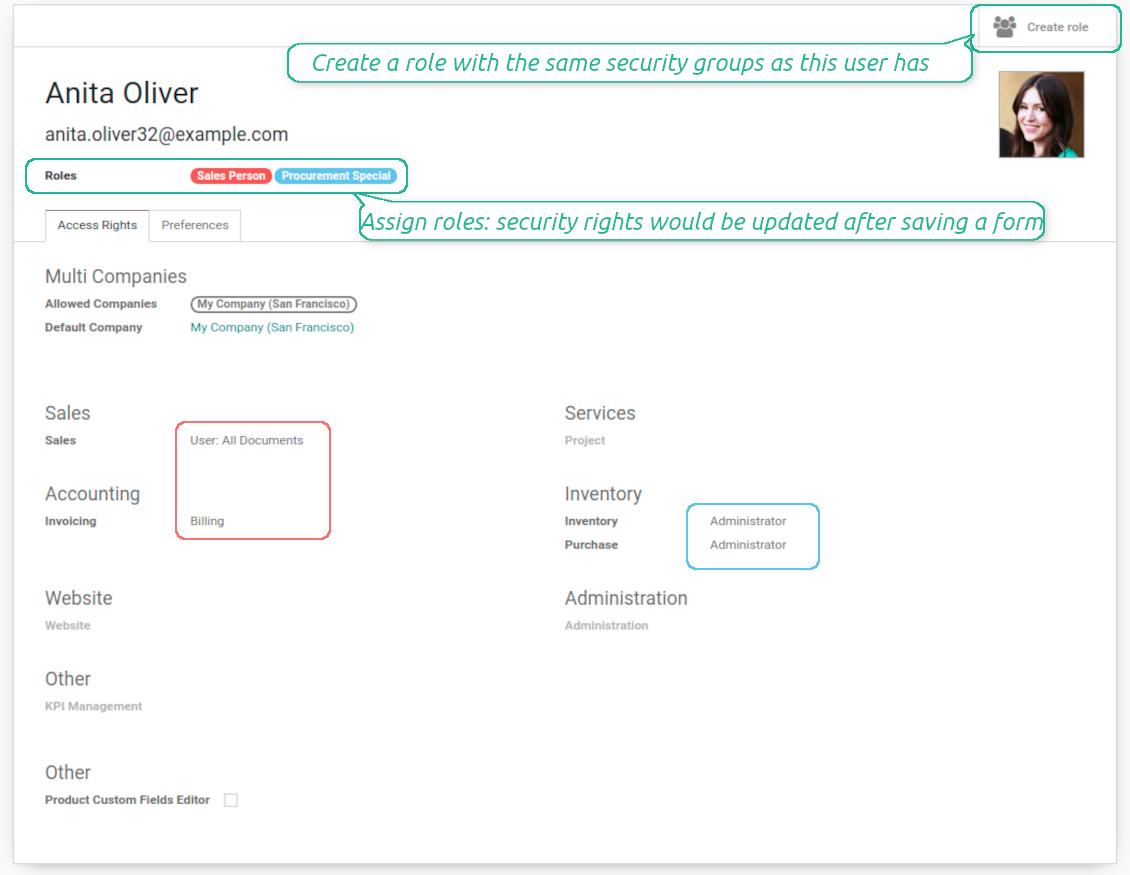 Create role
Create a role with the same security groups as this user has
Anita Oliver
anita.oliver32@example.com
Roles Sales Person Procurement Special
Assign roles: security rights would be updated after saving a form
Access Rights Preferences
Multi Companies
Allowed Companies My Company (San Francisco)
Default Company My Company (San Francisco)
Sales Services
Sales User: All Documents Project
Accounting Inventory
Invoicing Billing Inventory Administrator
Purchase Administrator
Website Administration
Website Administration
Other
KPI Management
Other
Product Custom Fields Editor